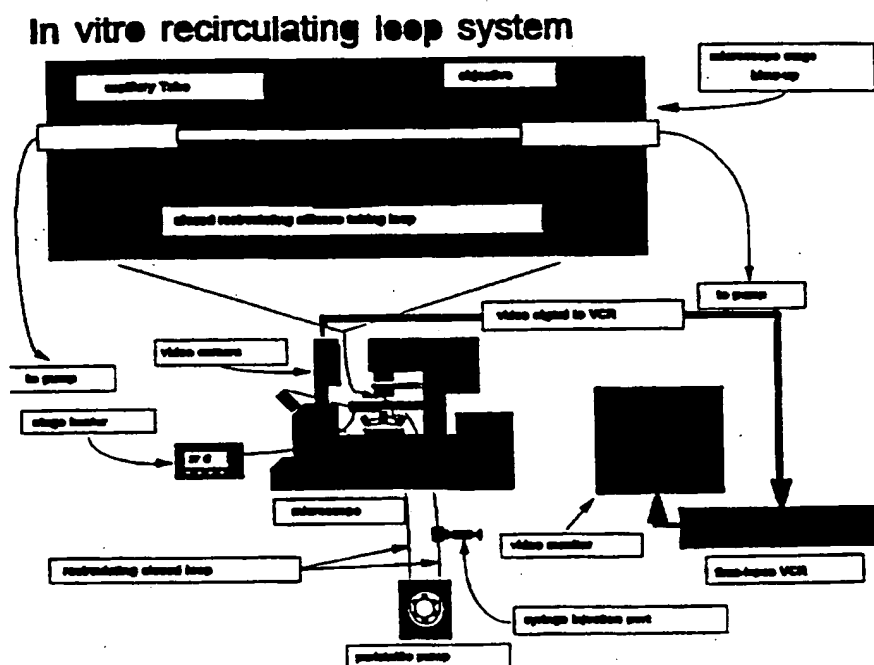 In vitro recirculating loop system
microscope stage
blow-up
capillary Tube
objective
closed recirculating silicone tubing loop
to pump
video signal to VCR
video camera
to pump
stage heater
37 C
microscope
video monitor
recirculating closed loop
time-lapse VCR
syringe injection port
peristaltic pump